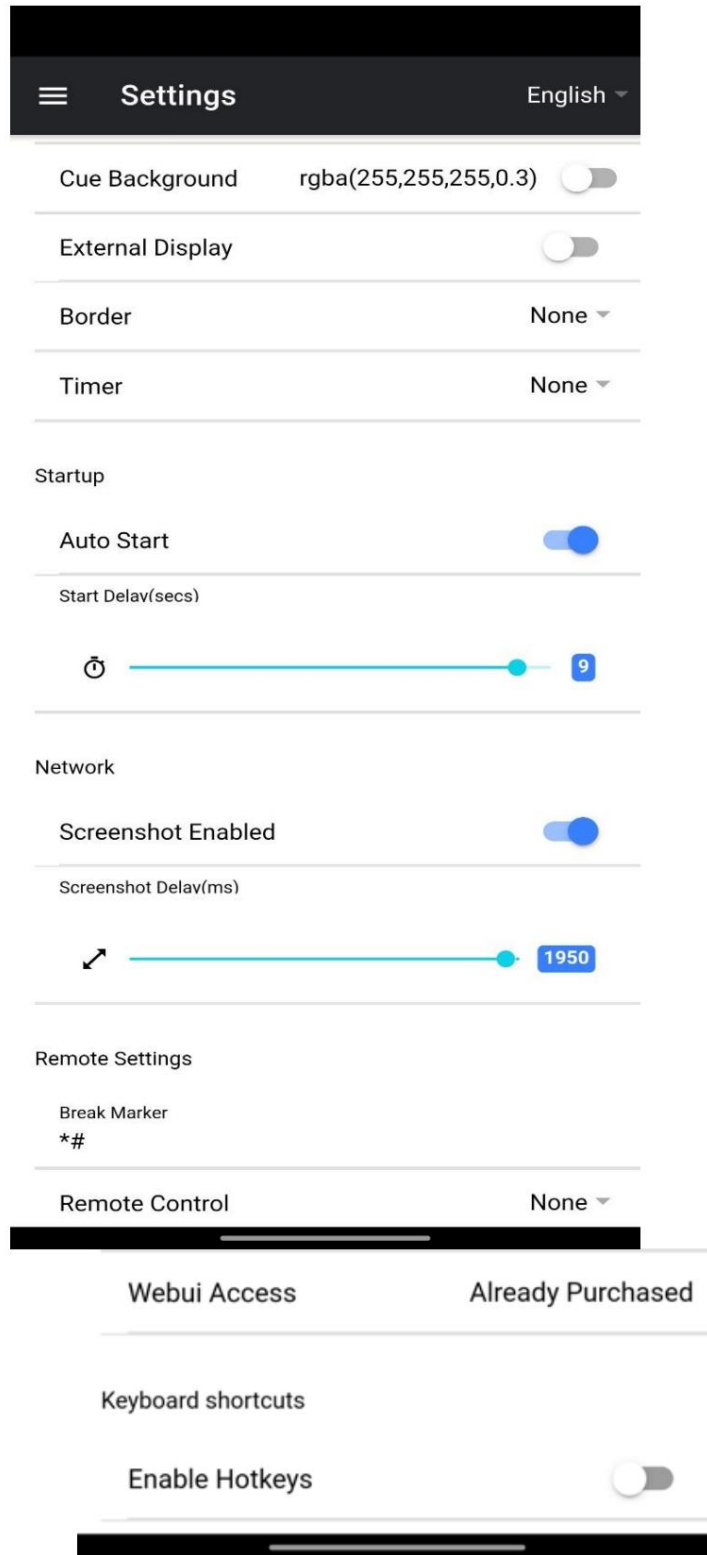 Settings English
Cue Background rgba(255,255,255,0.3)
External Display
Border None
Timer None
Startup
Auto Start
Start Delay(secs)
9
Network
Screenshot Enabled
Screenshot Delay(ms)
1950
Remote Settings
Break Marker
*#
Remote Control None
Webui Access Already Purchased
Keyboard shortcuts
Enable Hotkeys